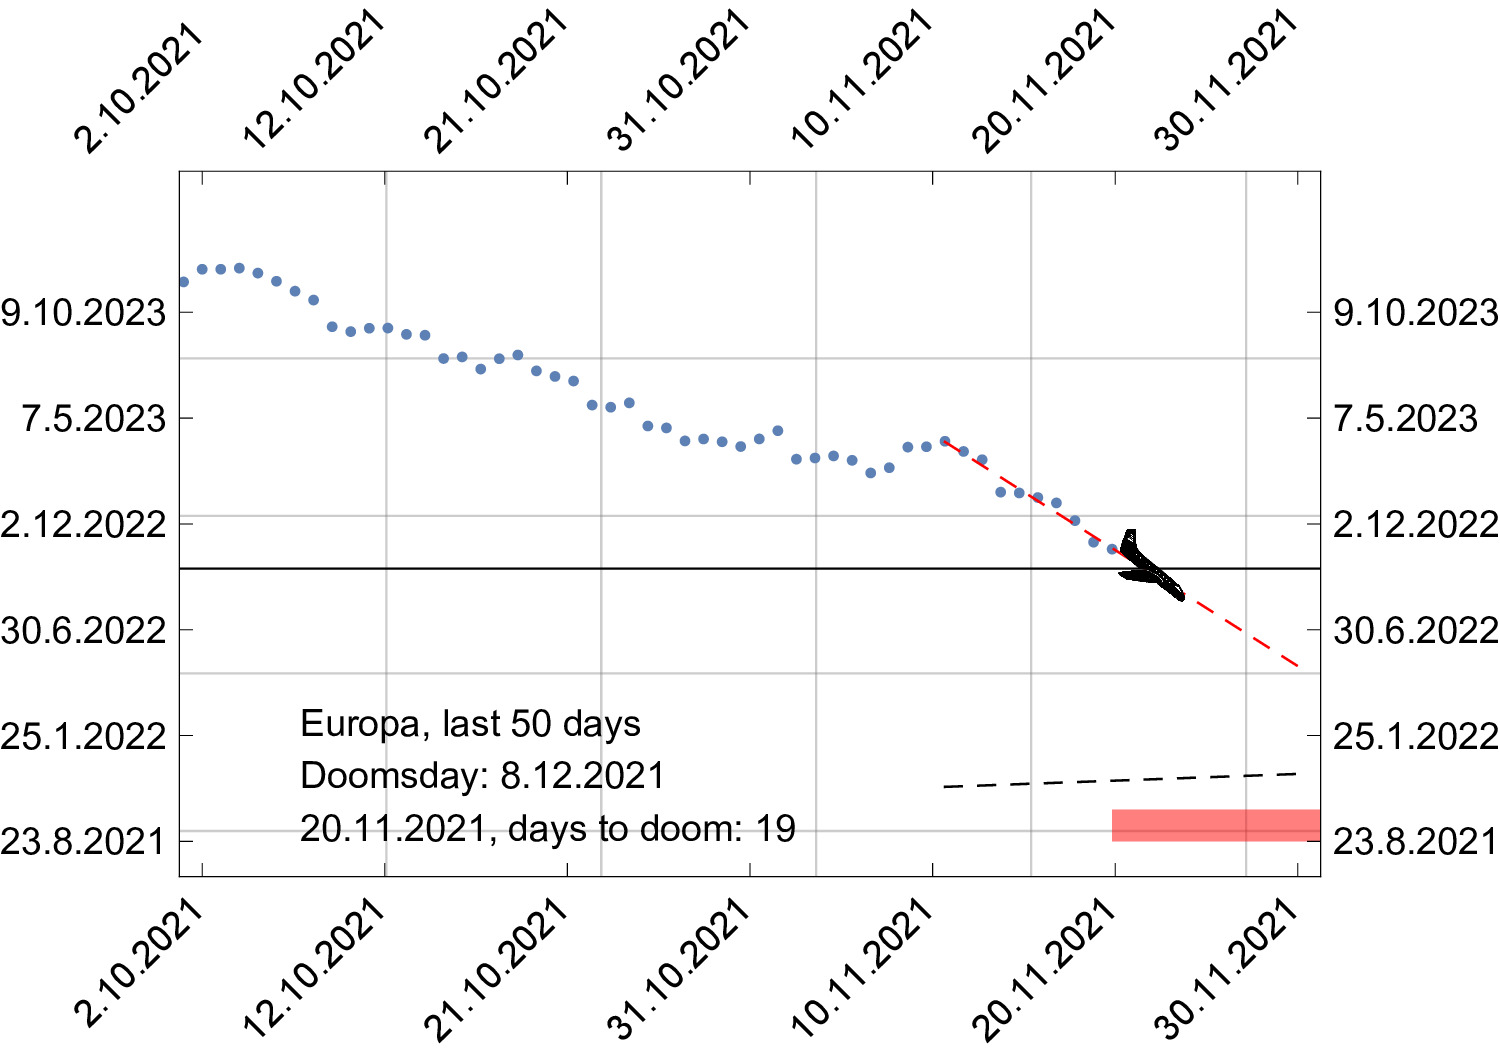 2.10.2021 12.10.2021 21.10.2021 31.10.2021 10.11.2021 20.11.2021 30.11.2021
9.10.2023 9.10.2023
7.5.2023 7.5.2023
2.12.2022 2.12.2022
30.6.2022 30.6.2022
Europa, last 50 days
25.1.2022 25.1.2022
Doomsday: 8.12.2021
20.11.2021, days to doom: 19
23.8.2021 23.8.2021
2.10.2021 12.10.2021 21.10.2021 31.10.2021 10.11.2021 20.11.2021 30.11.2021